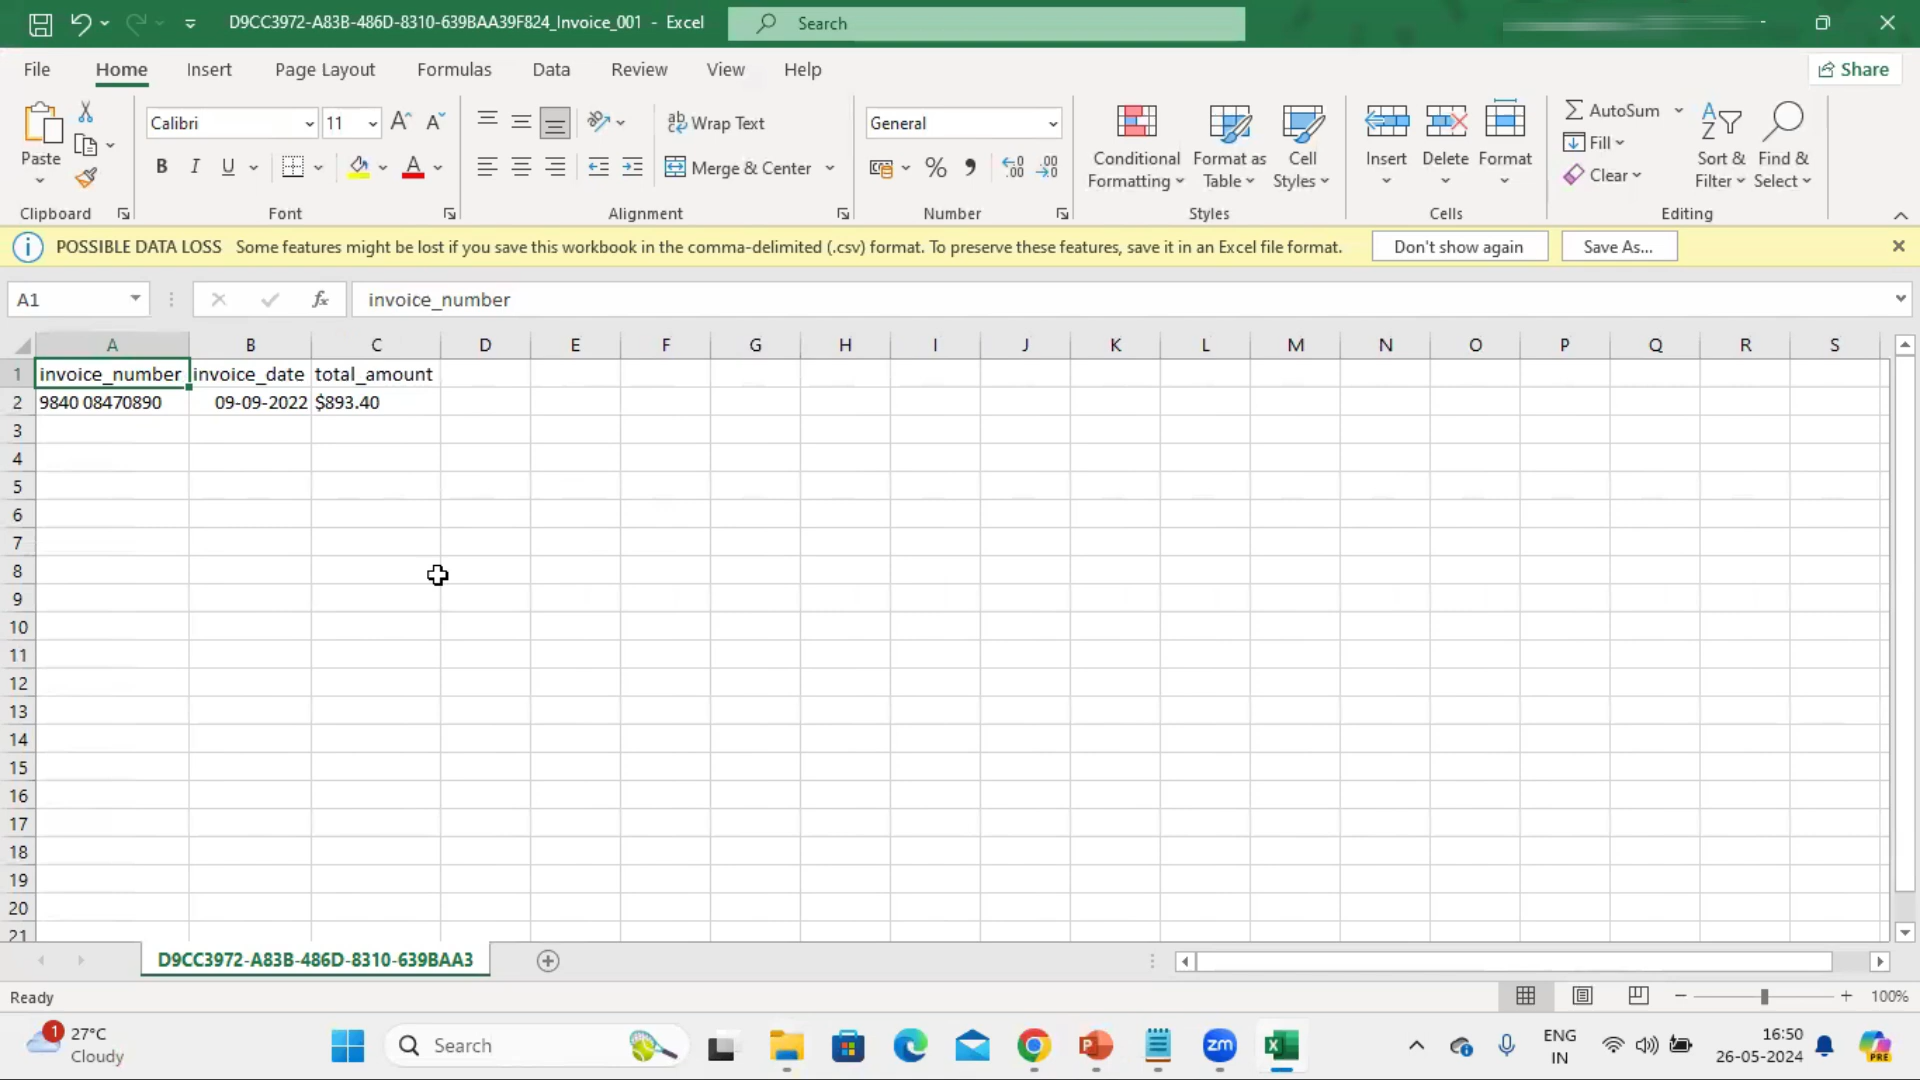 D9CC3972-A83B-486D-8310-639BAA39F824_Invoice_001 - Excel
Search
File Home Insert Page Layout Formulas Data Review View Help
Share
Paste
Clipboard
Calibri 11
B I U
Font
Wrap Text
Merge & Center
Alignment
General
Number
Conditional Formatting
Format as Table
Cell Styles
Styles
Insert Delete Format
Cells
AutoSum
Fill
Clear
Sort & Filter
Find & Select
Editing
POSSIBLE DATA LOSS Some features might be lost if you save this workbook in the comma-delimited (.csv) format. To preserve these features, save it in an Excel file format. Don't show again Save As...
A1 fx invoice_number
A B C D E F G H I J K L M N O P Q R S
1 invoice_number invoice_date total_amount
2 9840 08470890 09-09-2022 $893.40
3
4
5
6
7
8
9
10
11
12
13
14
15
16
17
18
19
20
21
D9CC3972-A83B-486D-8310-639BAA3
Ready 100%
1 27°C
Cloudy
Search
zm
ENG
IN
16:50
26-05-2024
PRE